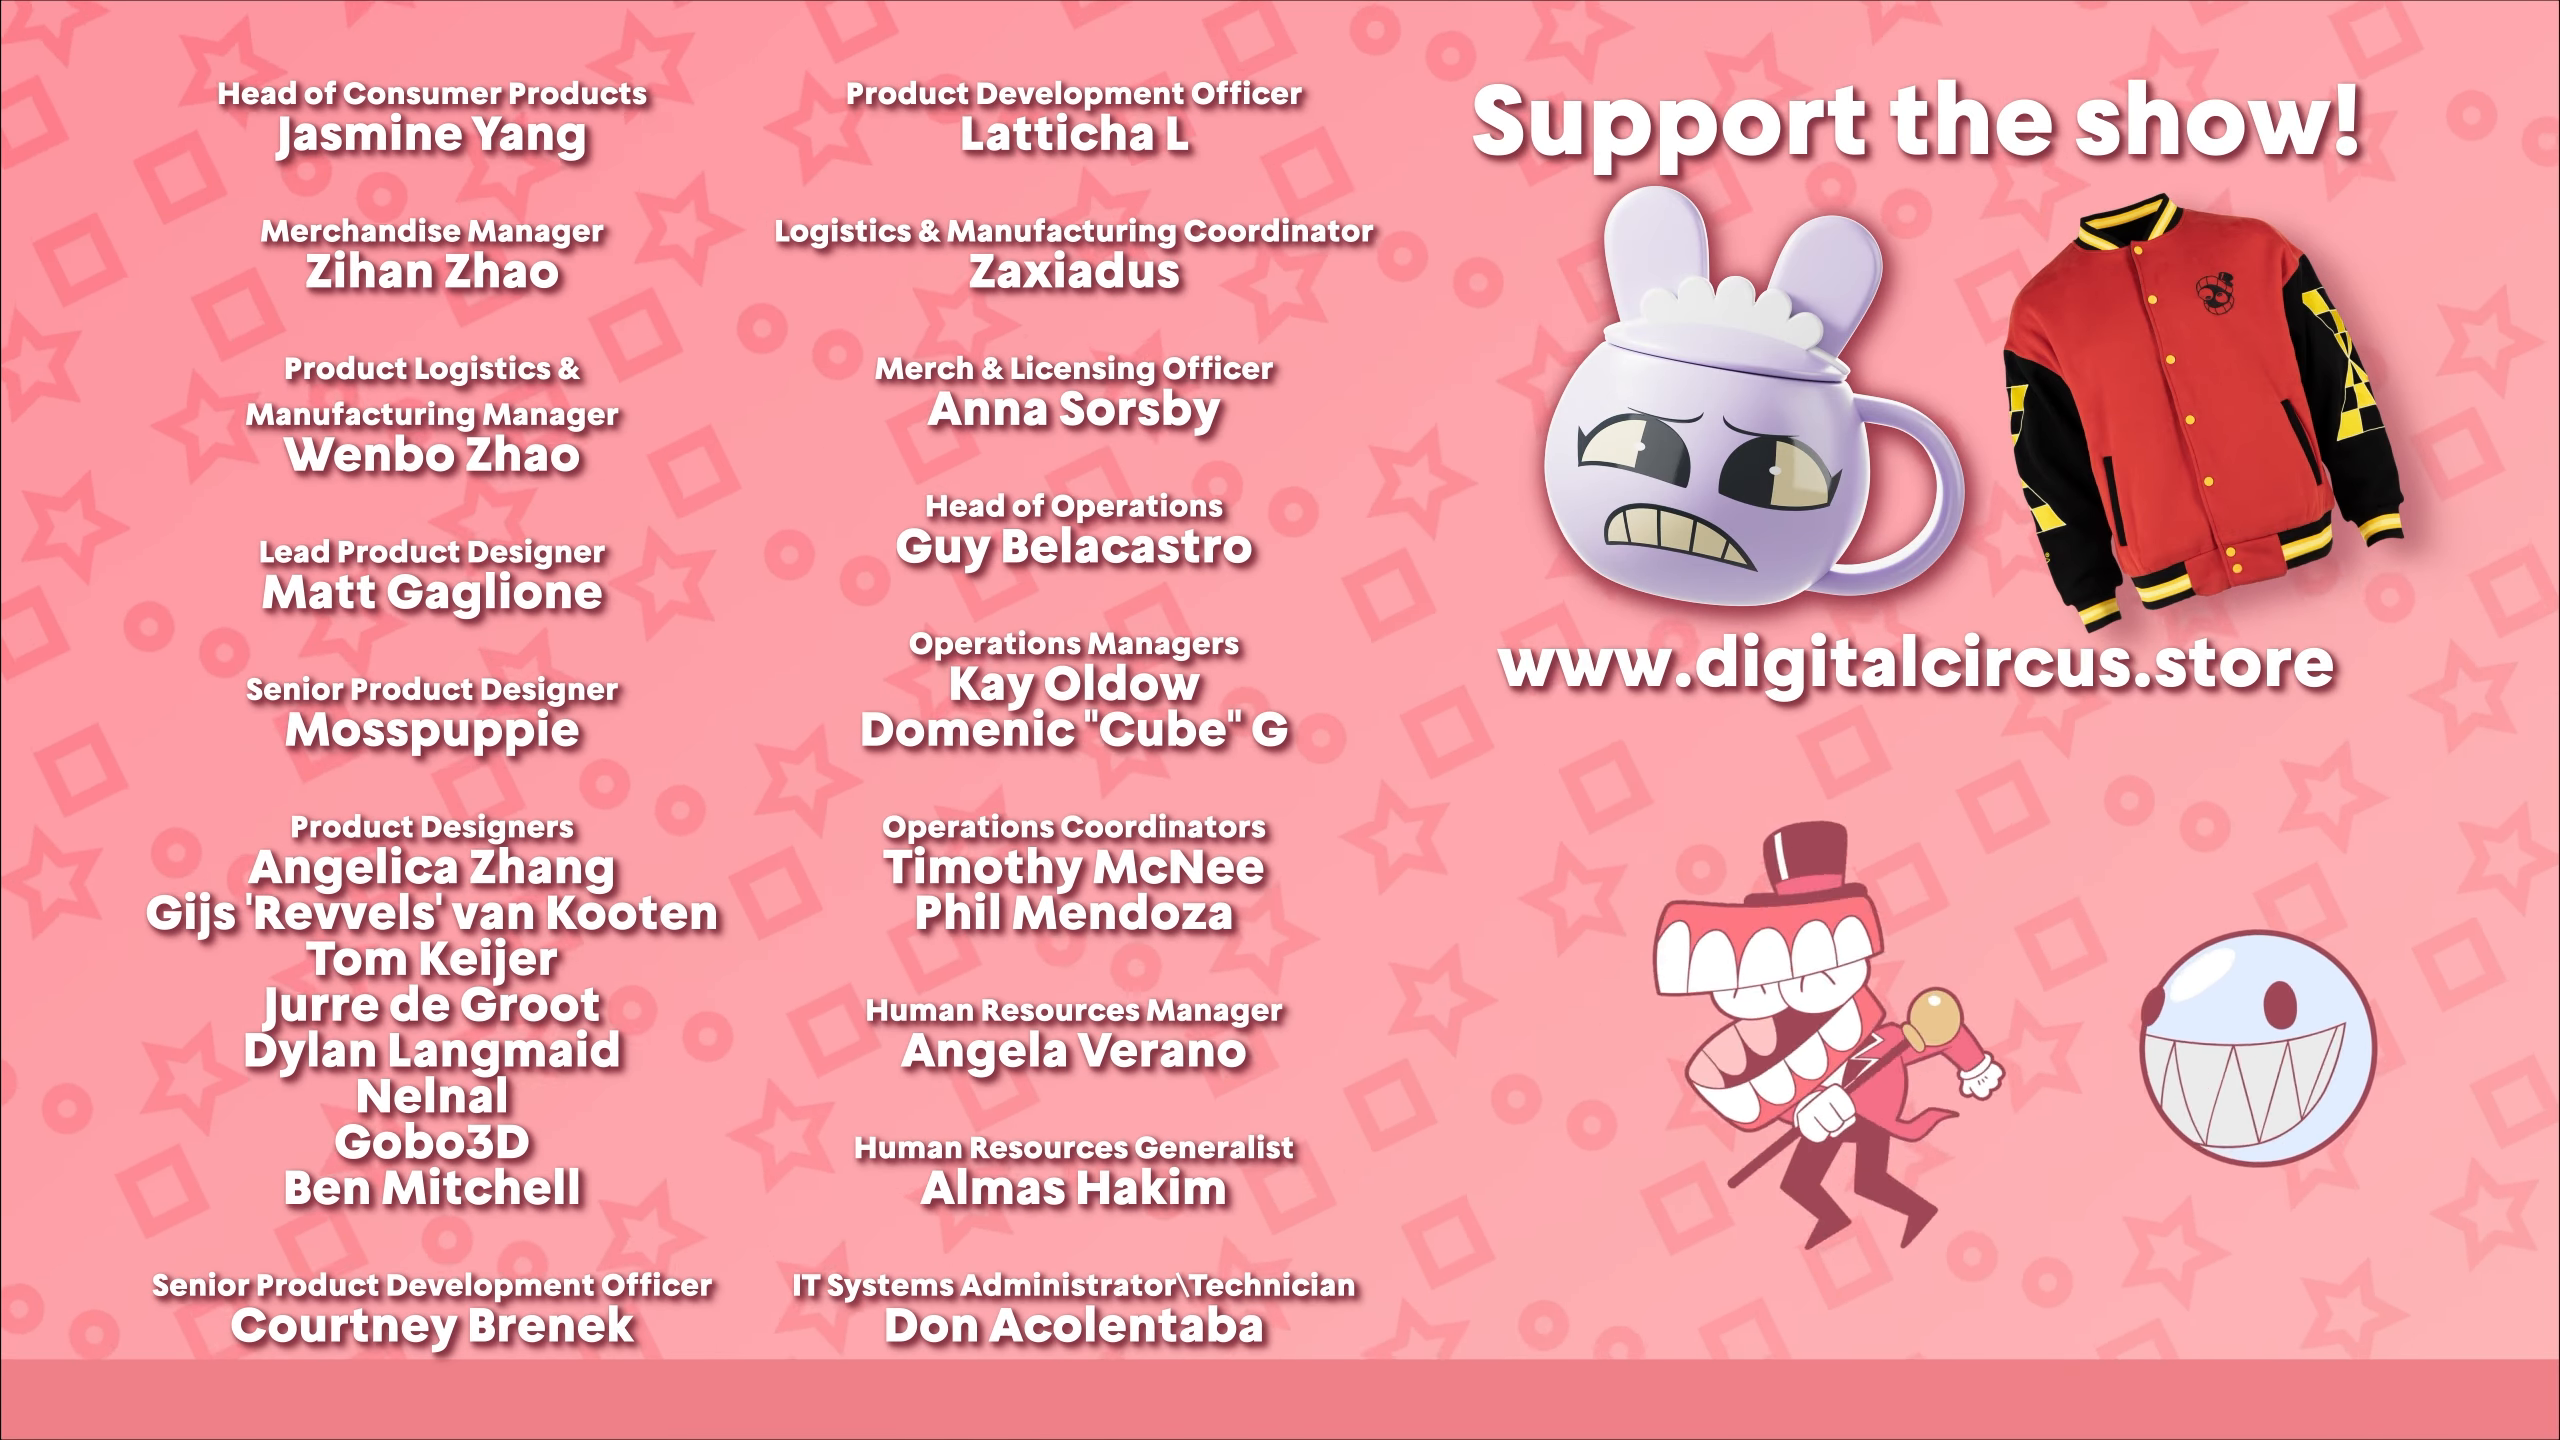 Head of Consumer Products
Jasmine Yang
Merchandise Manager
Zihan Zhao
Product Logistics &
Manufacturing Manager
Wenbo Zhao
Lead Product Designer
Matt Gaglione
Senior Product Designer
Mosspuppie
Product Designers
Angelica Zhang
Gijs 'Revvels' van Kooten
Tom Keijer
Jurre de Groot
Dylan Langmaid
Nelnal
Gobo3D
Ben Mitchell
Senior Product Development Officer
Courtney Brenek
Product Development Officer
Latticha L
Logistics & Manufacturing Coordinator
Zaxiadus
Merch & Licensing Officer
Anna Sorsby
Head of Operations
Guy Belacastro
Operations Managers
Kay Oldow
Domenic "Cube" G
Operations Coordinators
Timothy McNee
Phil Mendoza
Human Resources Manager
Angela Verano
Human Resources Generalist
Almas Hakim
IT Systems Administrator\Technician
Don Acolentaba
Support the show!
www.digitalcircus.store